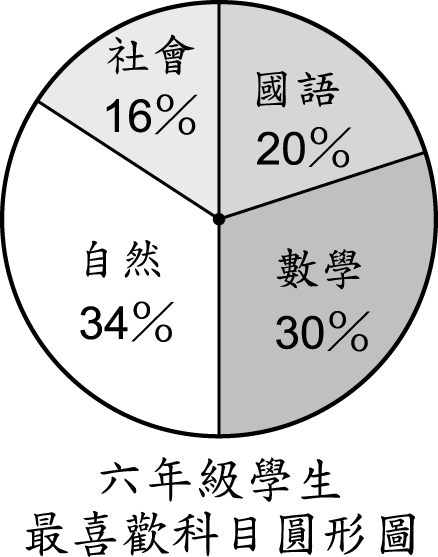 社會
16%
國語
20%
自然
34%
數學
30%
六年級學生
最喜歡科目圓形圖